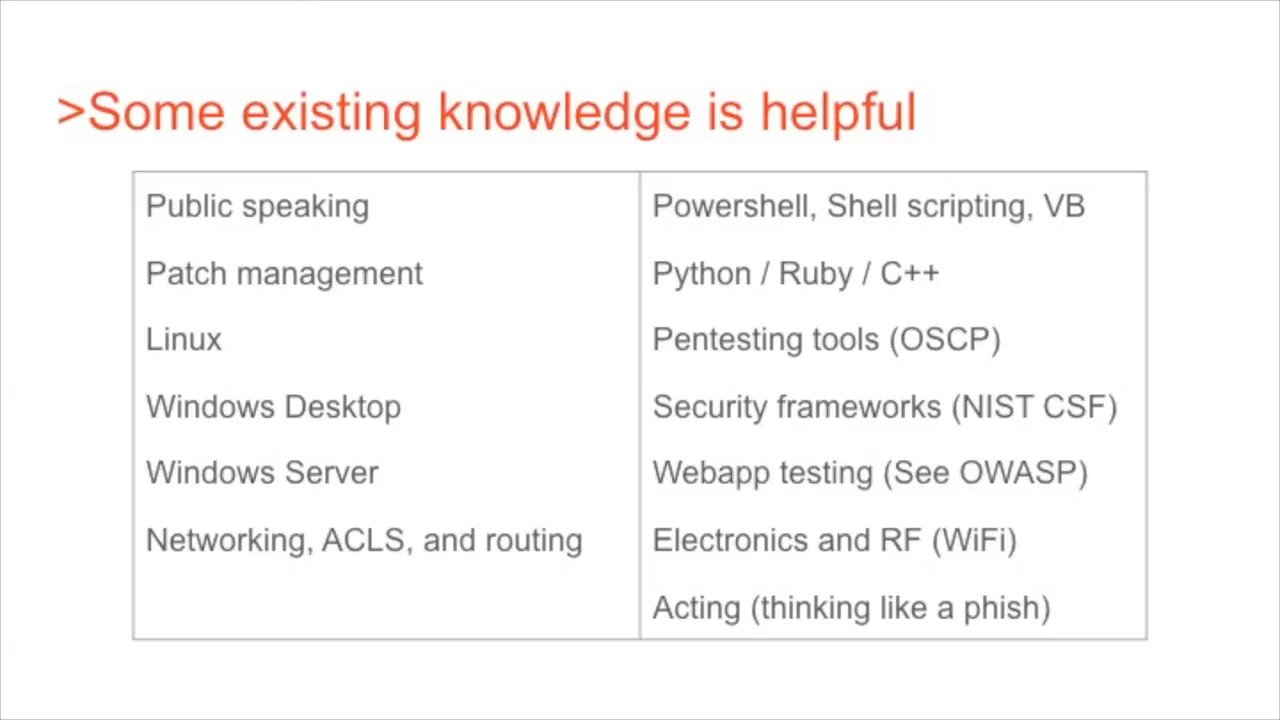 >Some existing knowledge is helpful
Public speaking
Patch management
Linux
Windows Desktop
Windows Server
Networking, ACLS, and routing
Powershell, Shell scripting, VB
Python / Ruby / C++
Pentesting tools (OSCP)
Security frameworks (NIST CSF)
Webapp testing (See OWASP)
Electronics and RF (WiFi)
Acting (thinking like a phish)